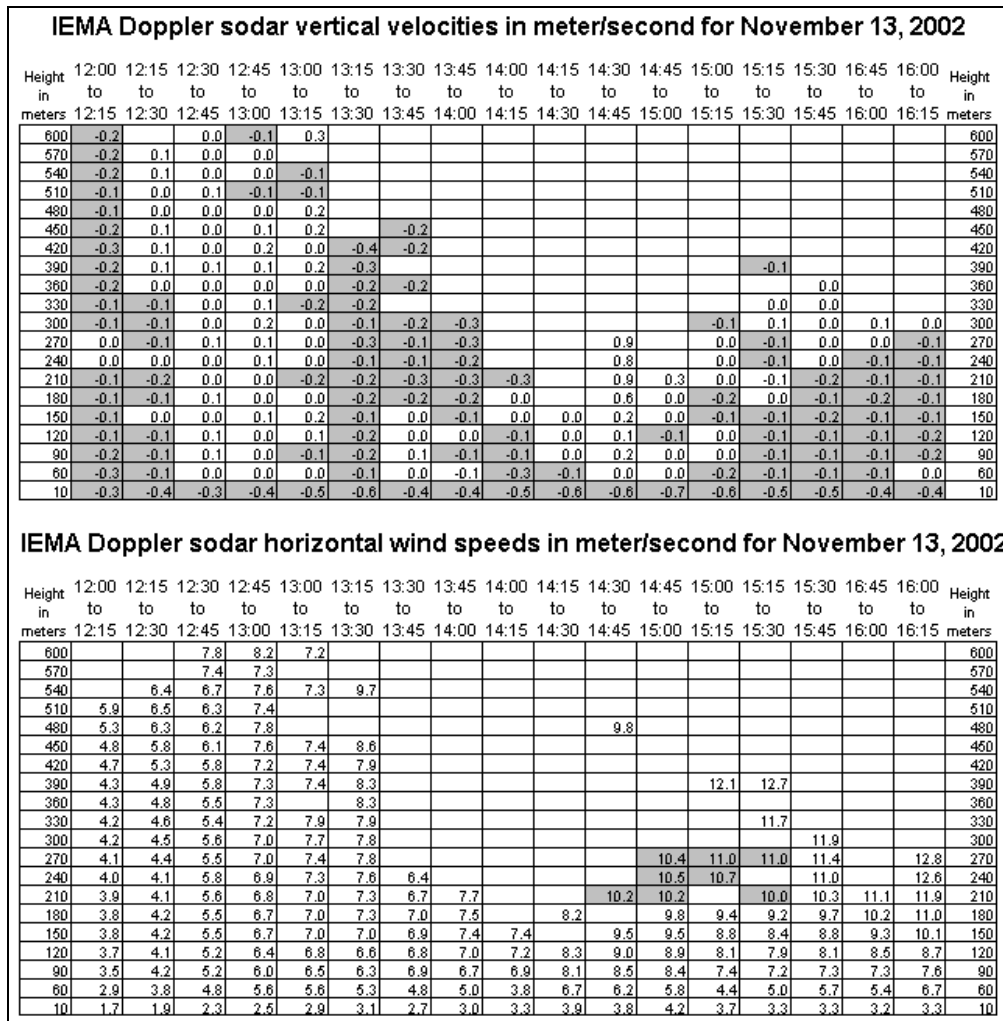 IEMA Doppler sodar vertical velocities in meter/second for November 13, 2002
Height 12:00 12:15 12:30 12:45 13:00 13:15 13:30 13:45 14:00 14:15 14:30 14:45 15:00 15:15 15:30 16:45 16:00 Height
in to to to to to to to to to to to to to to to to to in
meters 12:15 12:30 12:45 13:00 13:15 13:30 13:45 14:00 14:15 14:30 14:45 15:00 15:15 15:30 15:45 16:00 16:15 meters
600 -0.2 0.0 -0.1 0.3 600
570 -0.2 0.1 0.0 0.0 570
540 -0.2 0.1 0.0 0.0 -0.1 540
510 -0.1 0.0 0.1 -0.1 -0.1 510
480 -0.1 0.0 0.0 0.0 0.2 480
450 -0.2 0.1 0.0 0.1 0.2 -0.2 450
420 -0.3 0.1 0.0 0.2 0.0 -0.4 -0.2 420
390 -0.2 0.1 0.1 0.1 0.2 -0.3 -0.1 390
360 -0.2 0.0 0.0 0.0 0.0 -0.2 -0.2 0.0 360
330 -0.1 -0.1 0.0 0.1 -0.2 -0.2 0.0 0.0 330
300 -0.1 -0.1 0.0 0.2 0.0 -0.1 -0.2 -0.3 -0.1 0.1 0.0 0.1 0.0 300
270 0.0 -0.1 0.1 0.1 0.0 -0.3 -0.1 -0.3 0.9 0.0 -0.1 0.0 0.0 -0.1 270
240 0.0 0.0 0.0 0.1 0.0 -0.1 -0.1 -0.2 0.8 0.0 -0.1 0.0 -0.1 -0.1 240
210 -0.1 -0.2 0.0 0.0 -0.2 -0.2 -0.3 -0.3 -0.3 0.9 0.3 0.0 -0.1 -0.2 -0.1 -0.1 210
180 -0.1 -0.1 0.1 0.0 0.0 -0.2 -0.2 -0.2 0.0 0.6 0.0 -0.2 0.0 -0.1 -0.1 -0.1 180
150 -0.1 0.0 0.0 0.1 0.2 -0.1 0.0 -0.1 0.0 0.0 0.2 0.0 -0.1 -0.1 -0.2 -0.2 -0.1 150
120 -0.1 -0.1 0.1 0.0 0.1 -0.2 0.0 0.0 -0.1 0.0 0.1 -0.1 0.0 -0.1 -0.1 -0.1 -0.2 120
90 -0.2 -0.1 0.1 0.0 -0.1 -0.2 0.1 -0.1 -0.1 0.0 0.2 0.0 0.0 -0.1 -0.1 -0.1 -0.2 90
60 -0.3 -0.1 0.0 0.0 0.0 -0.1 0.0 -0.1 -0.3 -0.1 0.0 0.0 -0.2 -0.1 -0.1 -0.1 0.0 60
10 -0.3 -0.4 -0.3 -0.4 -0.5 -0.6 -0.4 -0.4 -0.5 -0.6 -0.6 -0.7 -0.6 -0.5 -0.5 -0.4 -0.4 10
IEMA Doppler sodar horizontal wind speeds in meter/second for November 13, 2002
Height 12:00 12:15 12:30 12:45 13:00 13:15 13:30 13:45 14:00 14:15 14:30 14:45 15:00 15:15 15:30 16:45 16:00 Height
in to to to to to to to to to to to to to to to to to in
meters 12:15 12:30 12:45 13:00 13:15 13:30 13:45 14:00 14:15 14:30 14:45 15:00 15:15 15:30 15:45 16:00 16:15 meters
600 7.8 8.2 7.2 600
570 7.4 7.3 570
540 6.4 6.7 7.6 7.3 9.7 540
510 5.9 6.5 6.3 7.4 510
480 5.3 6.3 6.2 7.8 9.8 480
450 4.8 5.8 6.1 7.6 7.4 8.6 450
420 4.7 5.3 5.8 7.2 7.4 7.9 420
390 4.3 4.9 5.8 7.3 7.4 8.3 12.1 12.7 390
360 4.3 4.8 5.5 7.3 8.3 360
330 4.2 4.6 5.4 7.2 7.9 7.9 11.7 330
300 4.2 4.5 5.6 7.0 7.7 7.8 11.9 300
270 4.1 4.4 5.5 7.0 7.4 7.8 10.4 11.0 11.0 11.4 12.8 270
240 4.0 4.1 5.8 6.9 7.3 7.6 6.4 10.5 10.7 11.0 12.6 240
210 3.9 4.1 5.6 6.8 7.0 7.3 6.7 7.7 10.2 10.2 10.0 10.3 11.1 11.9 210
180 3.8 4.2 5.5 6.7 7.0 7.3 7.0 7.5 8.2 9.8 9.4 9.2 9.7 10.2 11.0 180
150 3.8 4.2 5.5 6.7 7.0 7.0 6.9 7.4 7.4 9.5 9.5 8.8 8.4 8.8 9.3 10.1 150
120 3.7 4.1 5.2 6.4 6.8 6.6 6.8 7.0 7.2 8.3 9.0 8.9 8.1 7.9 8.1 8.5 8.7 120
90 3.5 4.2 5.2 6.0 6.5 6.3 6.9 6.7 6.9 8.1 8.5 8.4 7.4 7.2 7.3 7.3 7.6 90
60 2.9 3.8 4.8 5.6 5.6 5.3 4.8 5.0 3.8 6.7 6.2 5.8 4.4 5.0 5.7 5.4 6.7 60
10 1.7 1.9 2.3 2.5 2.9 3.1 2.7 3.0 3.3 3.9 3.8 4.2 3.7 3.3 3.3 3.2 3.3 10